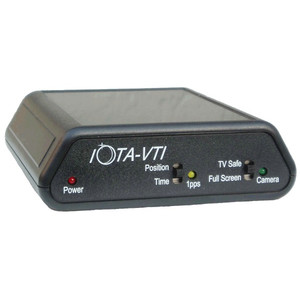 IOTA-VTI
Position
Time
1pps
TV Safe
Full Screen
Camera
Power